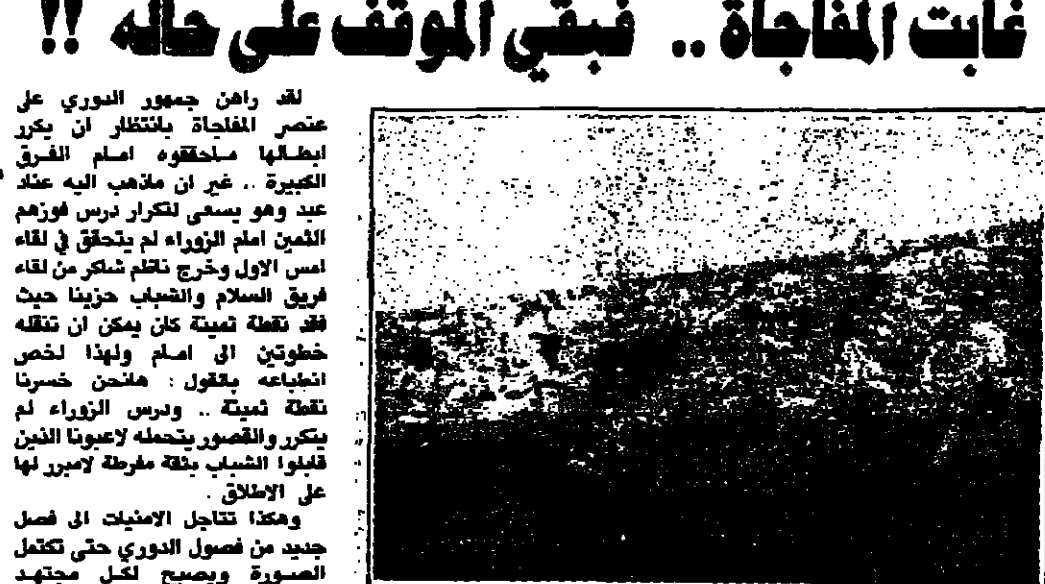 غابت المفاجاة .. فبقي الموقف على حاله !!
لقد راهن جمهور الدوري على
عنصر المفاجاة بانتظار ان يكرر
ابطالها ماحققوه امام الفرق
الكبيرة .. غير ان ماذهب اليه عناد
عبد وهو يسعى لتكرار درس فوزهم
الثمين امام الزوراء لم يتحقق في لقاء
امس الاول وخرج ناظم شاكر من لقاء
فريق السلام والشباب حزينا حيث
فقد نقطة ثمينة كان يمكن ان تنقله
خطوتين الى امام ولهذا لخص
انطباعه بالقول : هانحن خسرنا
نقطة ثمينة .. ودرس الزوراء لم
يتكرر والقصور يتحمله لاعبونا الذين
قابلوا الشباب بثقة مفرطة لامبرر لها
على الاطلاق .
وهكذا تتاجل الامنيات الى فصل
جديد من فصول الدوري حتى تكتمل
الصورة ويصبح لكل مجتهد